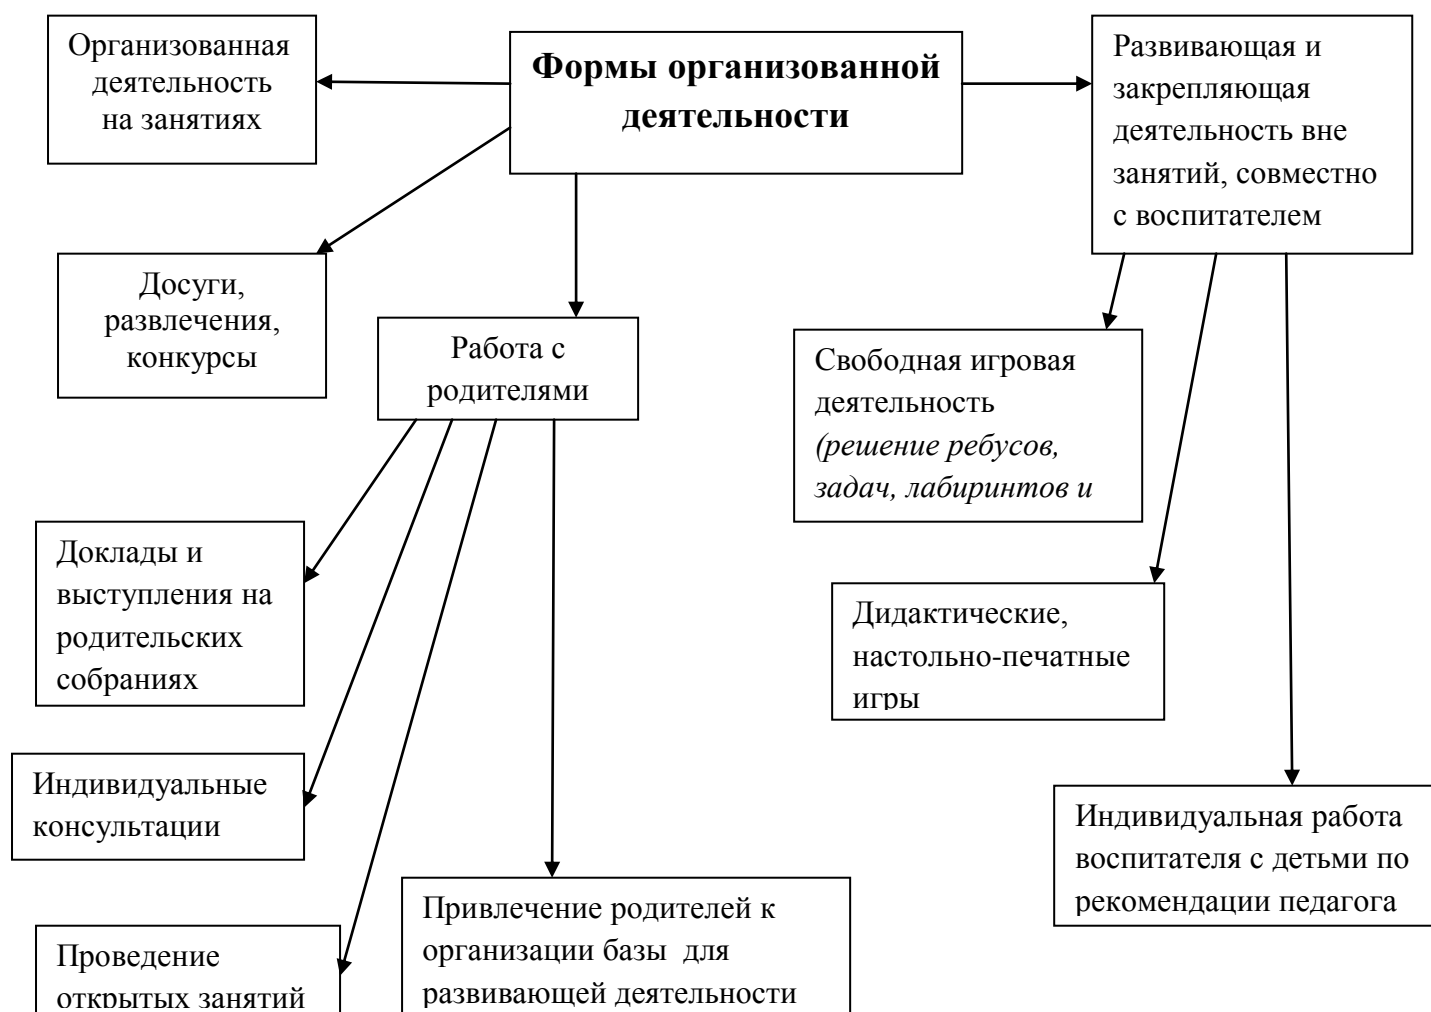 Формы организованной
деятельности
Организованная
деятельность
на занятиях
Развивающая и
закрепляющая
деятельность вне
занятий, совместно
с воспитателем
Досуги,
развлечения,
конкурсы
Работа с
родителями
Свободная игровая
деятельность
(решение ребусов,
задач, лабиринтов и
Доклады и
выступления на
родительских
собраниях
Дидактические,
настольно-печатные
игры
Индивидуальные
консультации
Индивидуальная работа
воспитателя с детьми по
рекомендации педагога
Проведение
открытых занятий
Привлечение родителей к
организации базы для
развивающей деятельности